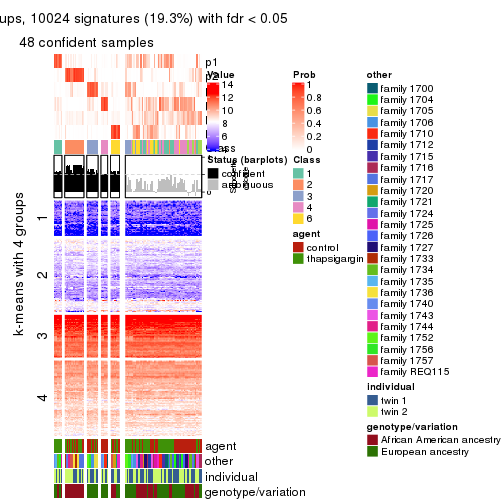 ups, 10024 signatures (19.3%) with fdr < 0.05
48 confident samples
p1
p2
Class
k-means with 4 groups
1
2
3
4
agent
other
individual
genotype/variation
Value
14
12
10
8
6
4
Status (barplots)
confident
ambiguous
Prob
1
0.8
0.6
0.4
0.2
0
Class
1
2
3
4
6
agent
control
thapsigargin
other
family 1700
family 1704
family 1705
family 1706
family 1710
family 1712
family 1715
family 1716
family 1717
family 1720
family 1721
family 1724
family 1725
family 1726
family 1727
family 1733
family 1734
family 1735
family 1736
family 1740
family 1743
family 1744
family 1752
family 1756
family 1757
family REQ115
individual
twin 1
twin 2
genotype/variation
African American ancestry
European ancestry